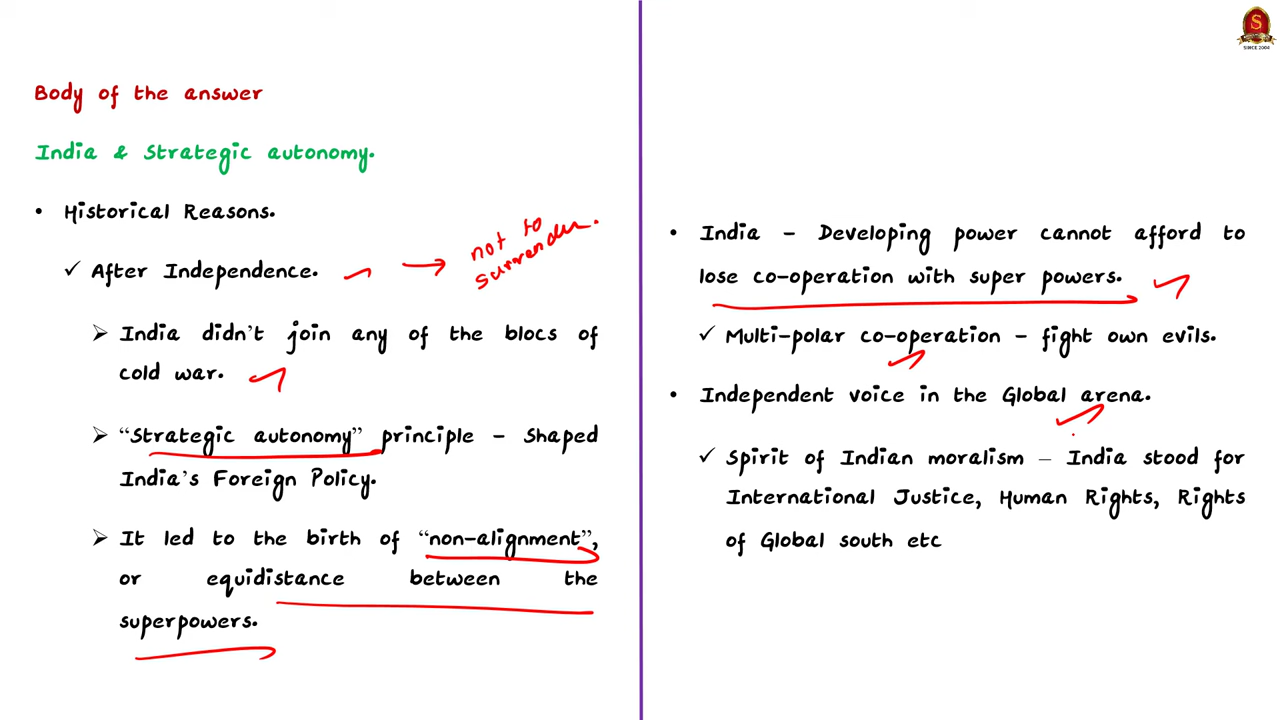 Body of the answer
India & Strategic autonomy.
• Historical Reasons.
✓ After Independence.
→ not to
surrender.
➢ India didn't join any of the blocs of
cold war.
➢ “Strategic autonomy” principle – Shaped
India's Foreign Policy.
➢ It led to the birth of “non-alignment”,
or equidistance between the
superpowers.
• India – Developing power cannot afford to
lose co-operation with super powers.
✓ Multi-polar co-operation – fight own evils.
• Independent voice in the Global arena.
✓ Spirit of Indian moralism – India stood for
International Justice, Human Rights, Rights
of Global south etc
S
SINCE 2004